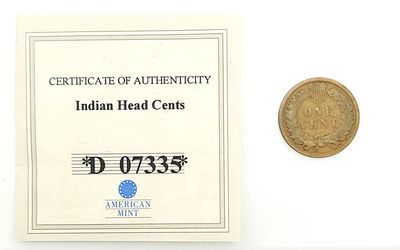 CERTIFICATE OF AUTHENTICITY
Indian Head Cents
*D 07335*
AMERICAN
MINT
ONE
CENT